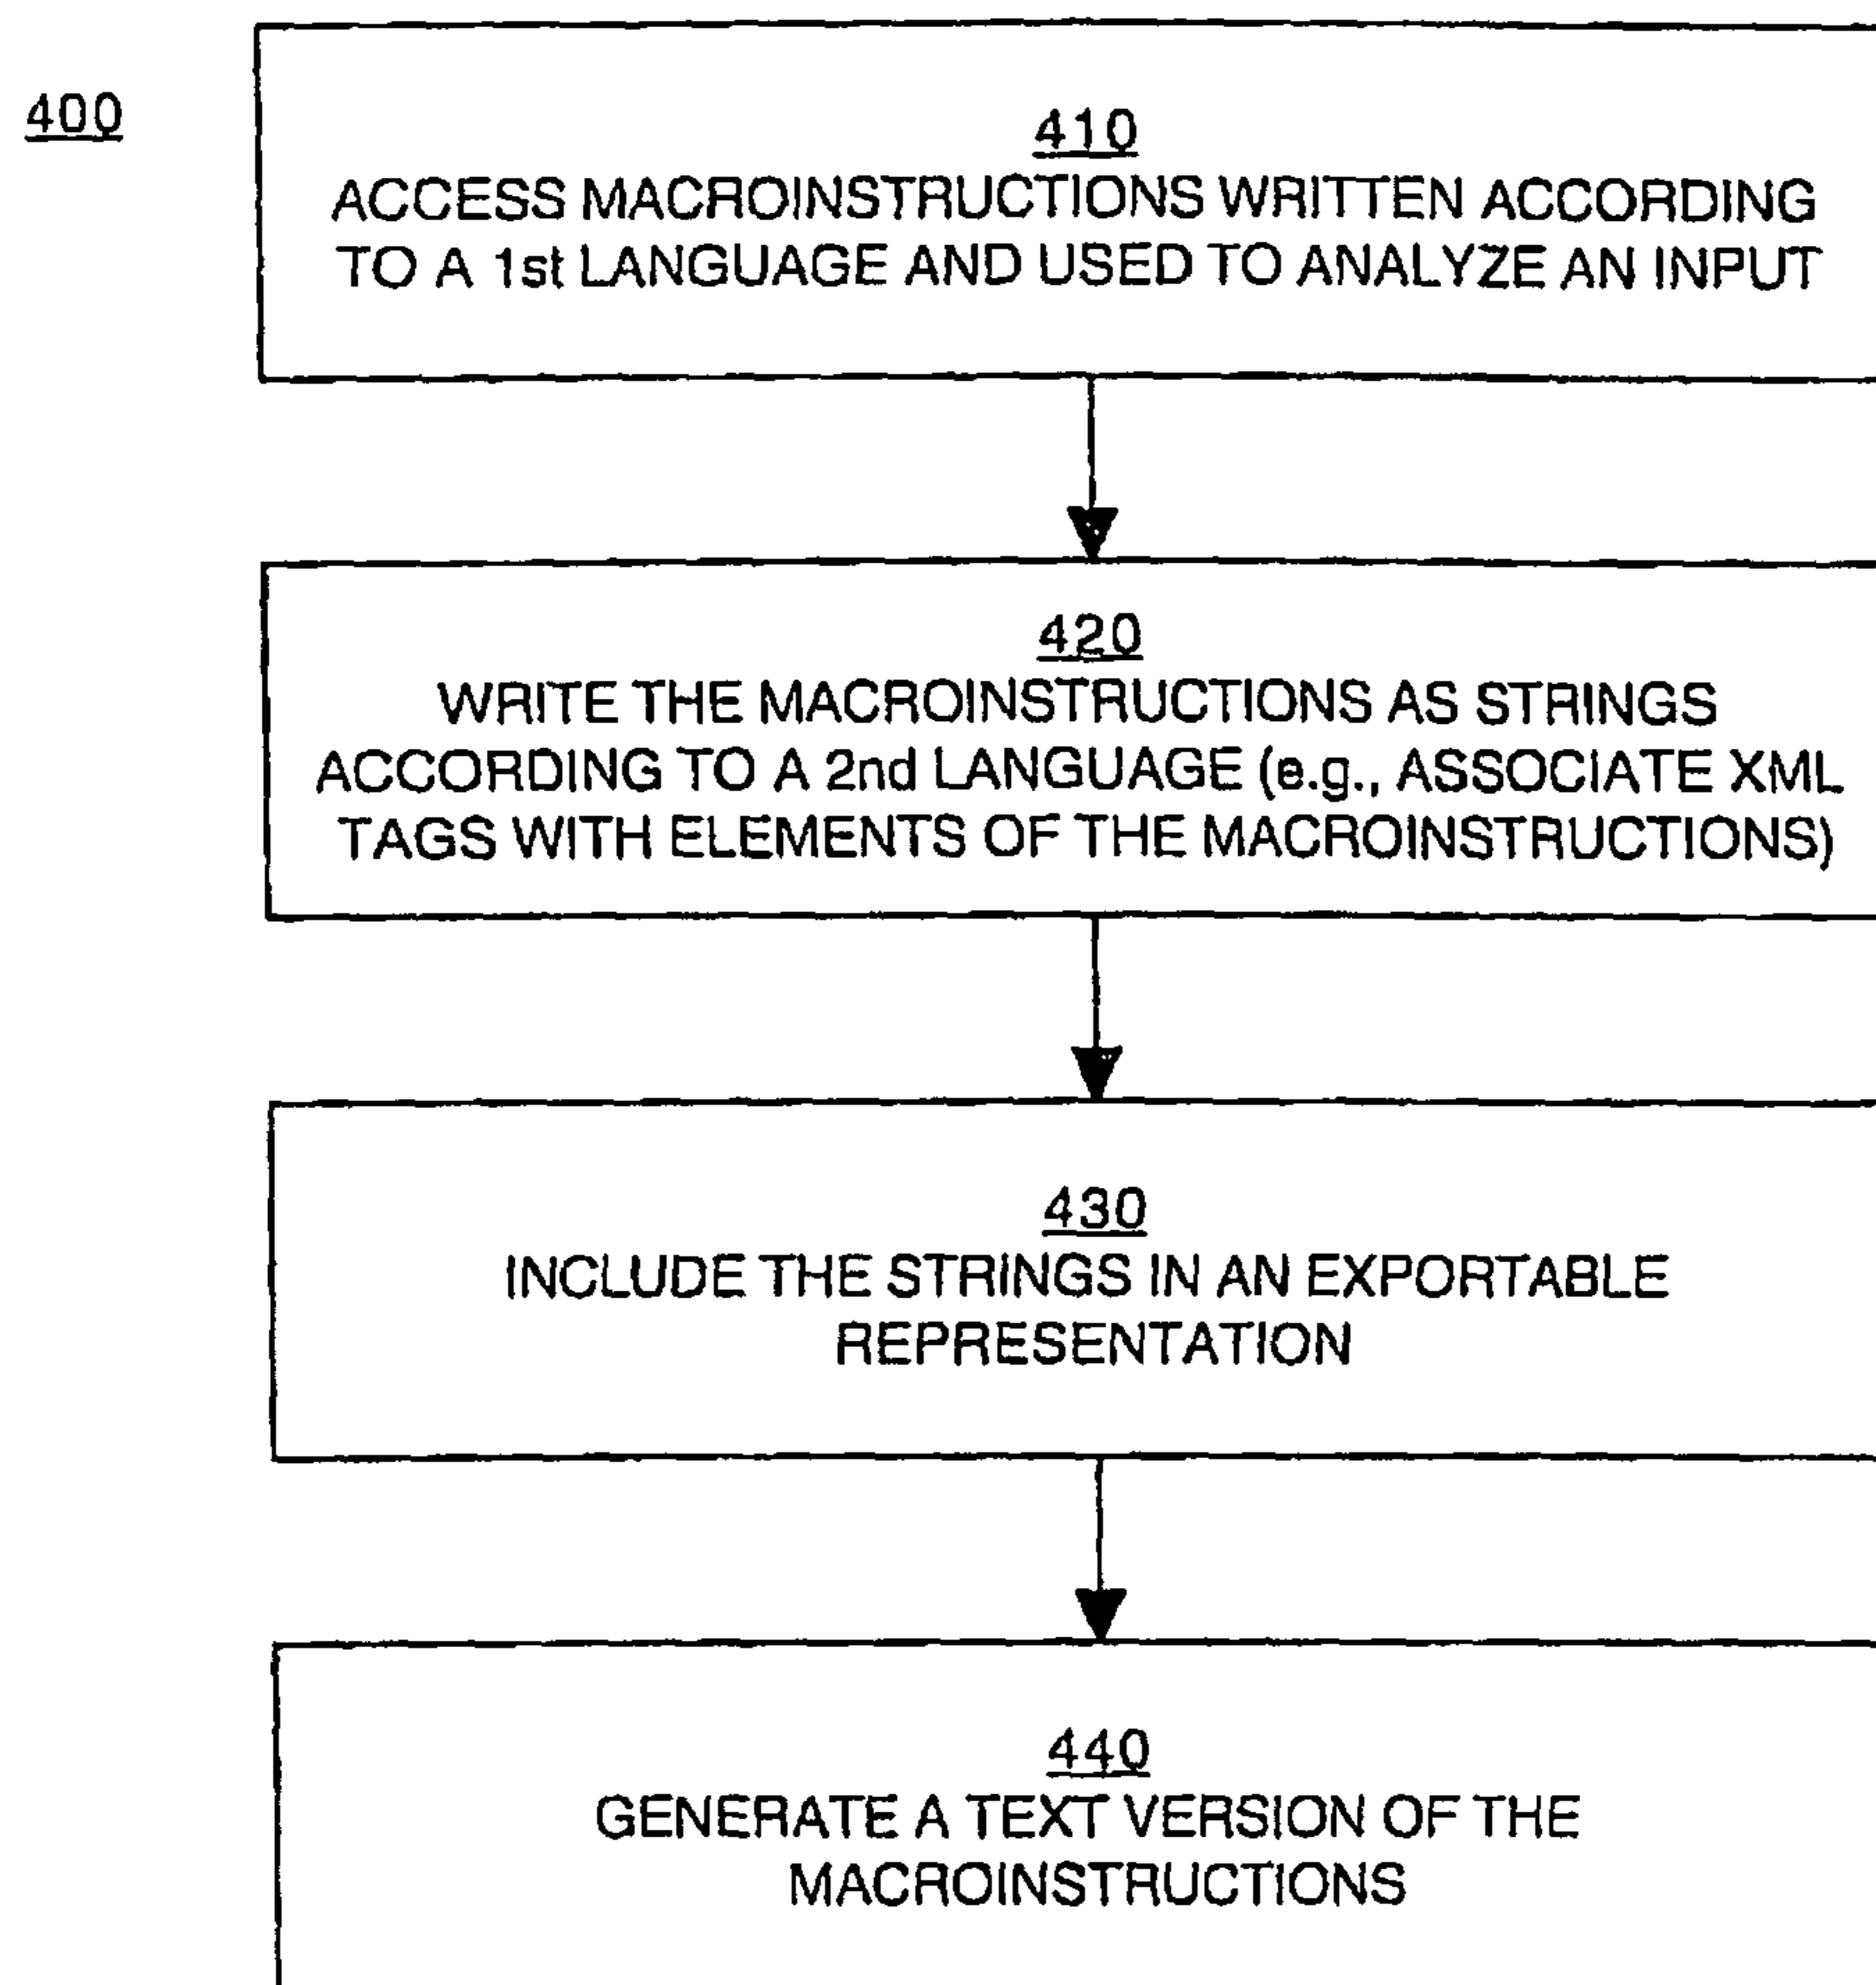 400
410
ACCESS MACROINSTRUCTIONS WRITTEN ACCORDING
TO A 1st LANGUAGE AND USED TO ANALYZE AN INPUT
420
WRITE THE MACROINSTRUCTIONS AS STRINGS
ACCORDING TO A 2nd LANGUAGE (e.g., ASSOCIATE XML
TAGS WITH ELEMENTS OF THE MACROINSTRUCTIONS)
430
INCLUDE THE STRINGS IN AN EXPORTABLE
REPRESENTATION
440
GENERATE A TEXT VERSION OF THE
MACROINSTRUCTIONS